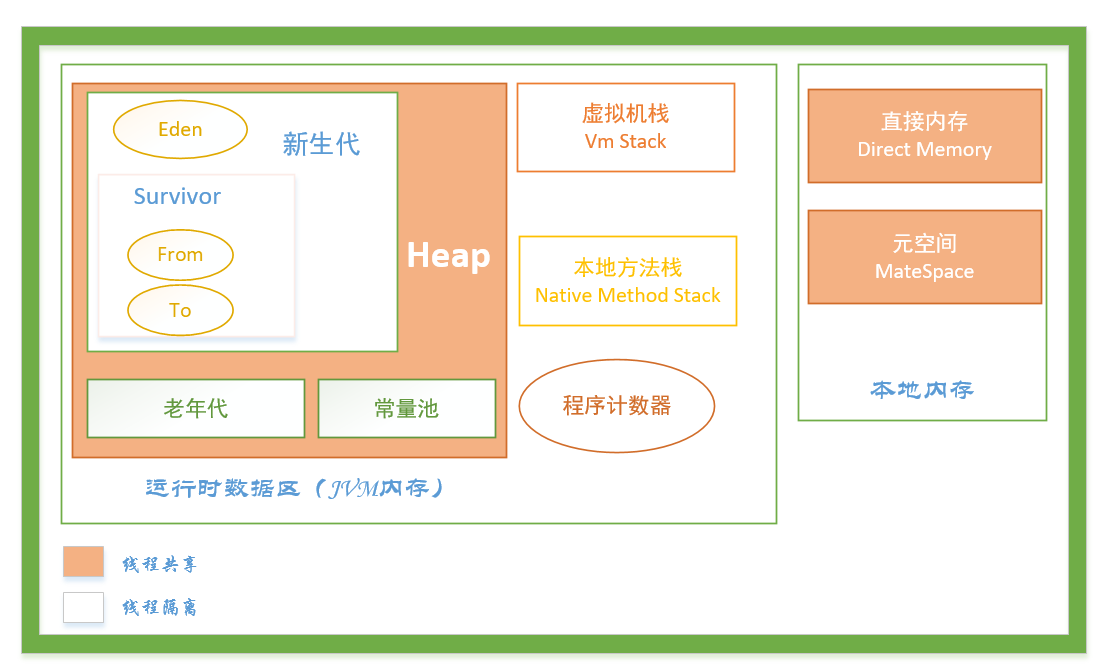 Eden
新生代
Survivor
From
To
Heap
老年代
常量池
虚拟机栈
Vm Stack
本地方法栈
Native Method Stack
程序计数器
运行时数据区（JVM内存）
直接内存
Direct Memory
元空间
MateSpace
本地内存
线程共享
线程隔离